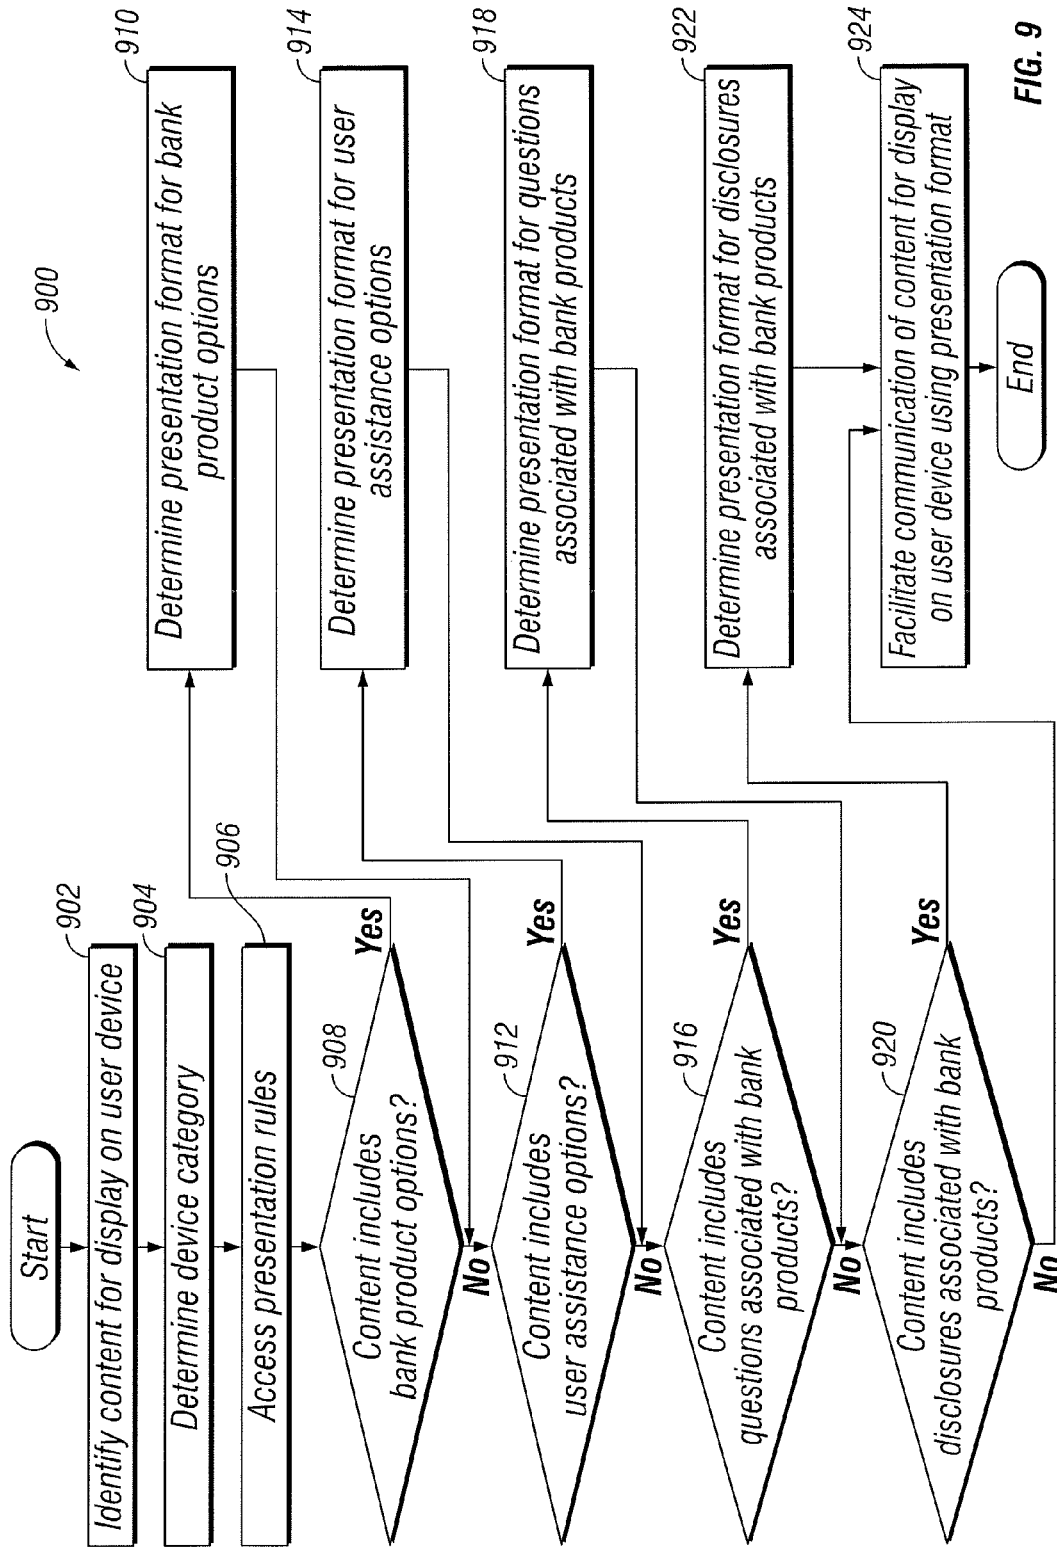 900
Start
902
Identify content for display on user device
904
Determine device category
906
Access presentation rules
908
Content includes
bank product options?
Yes
No
910
Determine presentation format for bank
product options
912
Content includes
user assistance options?
Yes
No
914
Determine presentation format for user
assistance options
916
Content includes
questions associated with bank
products?
Yes
No
918
Determine presentation format for questions
associated with bank products
920
Content includes
disclosures associated with bank
products?
Yes
No
922
Determine presentation format for disclosures
associated with bank products
924
Facilitate communication of content for display
on user device using presentation format
End
FIG. 9